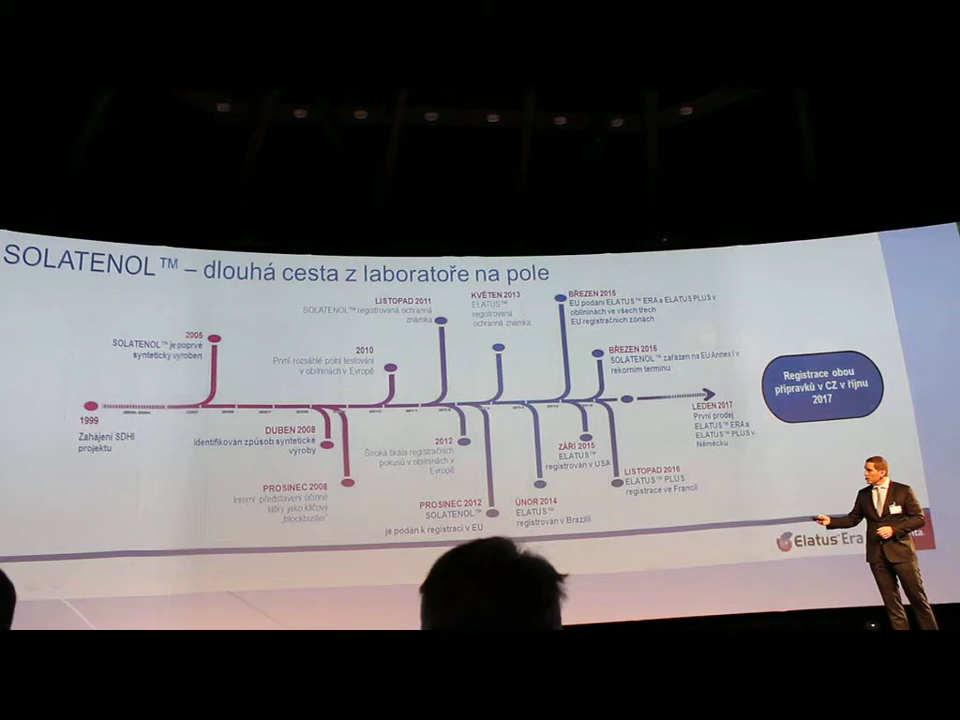 SOLATENOL™ – dlouhá cesta z laboratoře na pole
1999
Zahájení SDHI
projektu
2005
SOLATENOL™ je poprvé
synteticky vyroben
DUBEN 2008
Identifikován způsob syntetické
výroby
PROSINEC 2008
Interní představení účinné
látky jako klíčový
„blockbuster“
2010
První rozsáhlé polní testování
v obilninách v Evropě
LISTOPAD 2011
SOLATENOL™ registrovaná ochranná
známka
2012
Široká škála registračních
pokusů v obilninách v
Evropě
PROSINEC 2012
SOLATENOL™
je podán k registraci v EU
KVĚTEN 2013
ELATUS™
registrovaná
ochranná známka
ÚNOR 2014
ELATUS™
registrován v Brazílii
BŘEZEN 2015
EU podání ELATUS™ ERA a ELATUS PLUS v
obilninách ve všech třech
EU registračních zónách
ZÁŘÍ 2015
ELATUS™
registrován v USA
BŘEZEN 2016
SOLATENOL™ zařazen na EU Annex I v
rekorním termínu
LISTOPAD 2016
ELATUS™ PLUS
registrace ve Francii
LEDEN 2017
První prodej
ELATUS™ ERA a
ELATUS™ PLUS v
Německu
Registrace obou
přípravků v CZ v říjnu
2017
Elatus™ Era